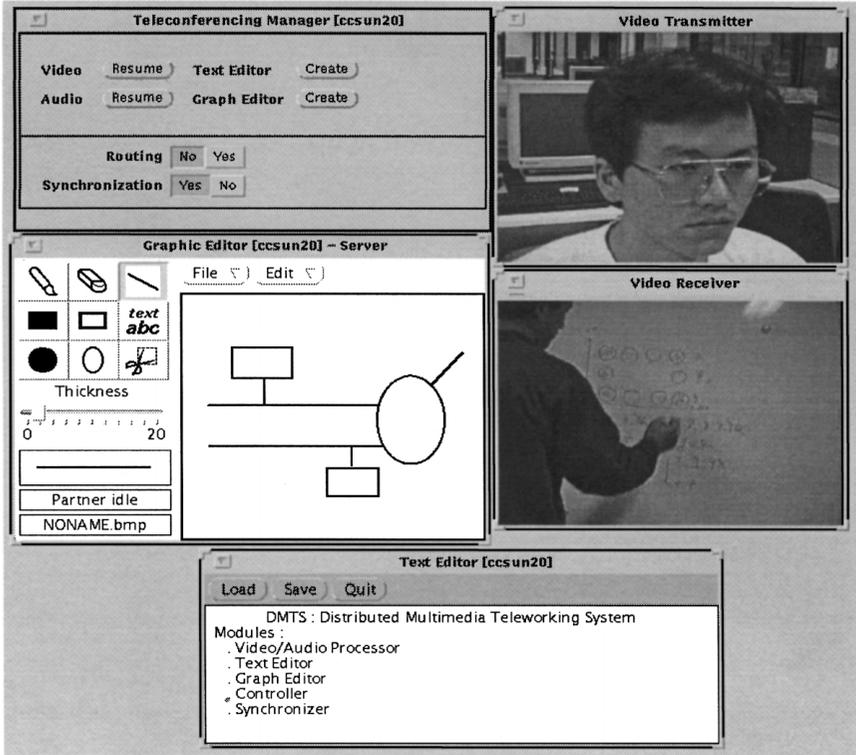 Teleconferencing Manager [ccsun20]
Video Resume Text Editor Create
Audio Resume Graph Editor Create
Routing No Yes
Synchronization Yes No
Video Transmitter
Graphic Editor [ccsun20] – Server
File Edit
text
abc
Thickness
0 20
Partner idle
NONAME.bmp
Video Receiver
Text Editor [ccsun20]
Load Save Quit
DMTS : Distributed Multimedia Teleworking System
Modules :
. Video/Audio Processor
. Text Editor
. Graph Editor
. Controller
. Synchronizer